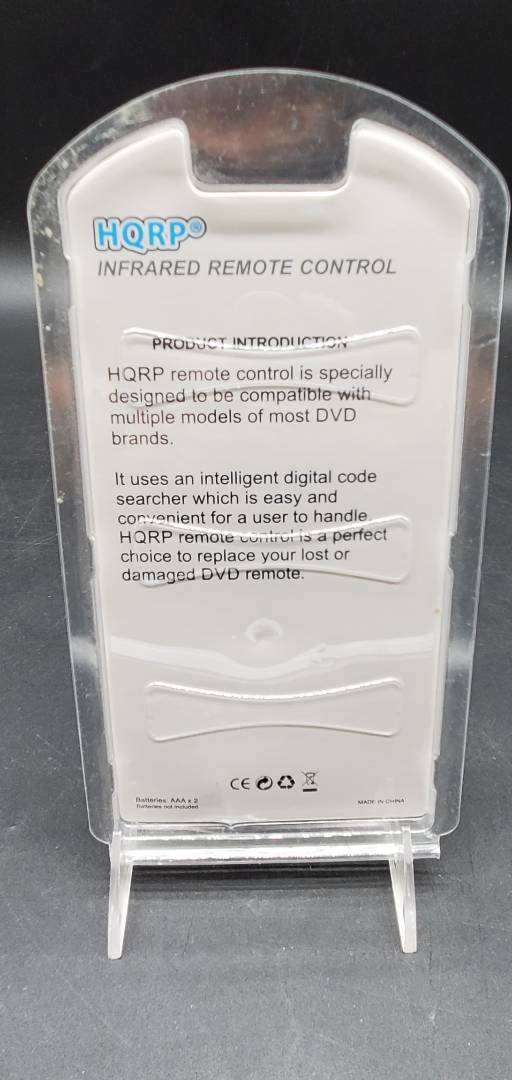 HQRP®
INFRARED REMOTE CONTROL
PRODUCT INTRODUCTION
HQRP remote control is specially
designed to be compatible with
multiple models of most DVD
brands.
It uses an intelligent digital code
searcher which is easy and
convenient for a user to handle.
HQRP remote control is a perfect
choice to replace your lost or
damaged DVD remote.
CE
Batteries: AAA x 2
Batteries not included
MADE IN CHINA